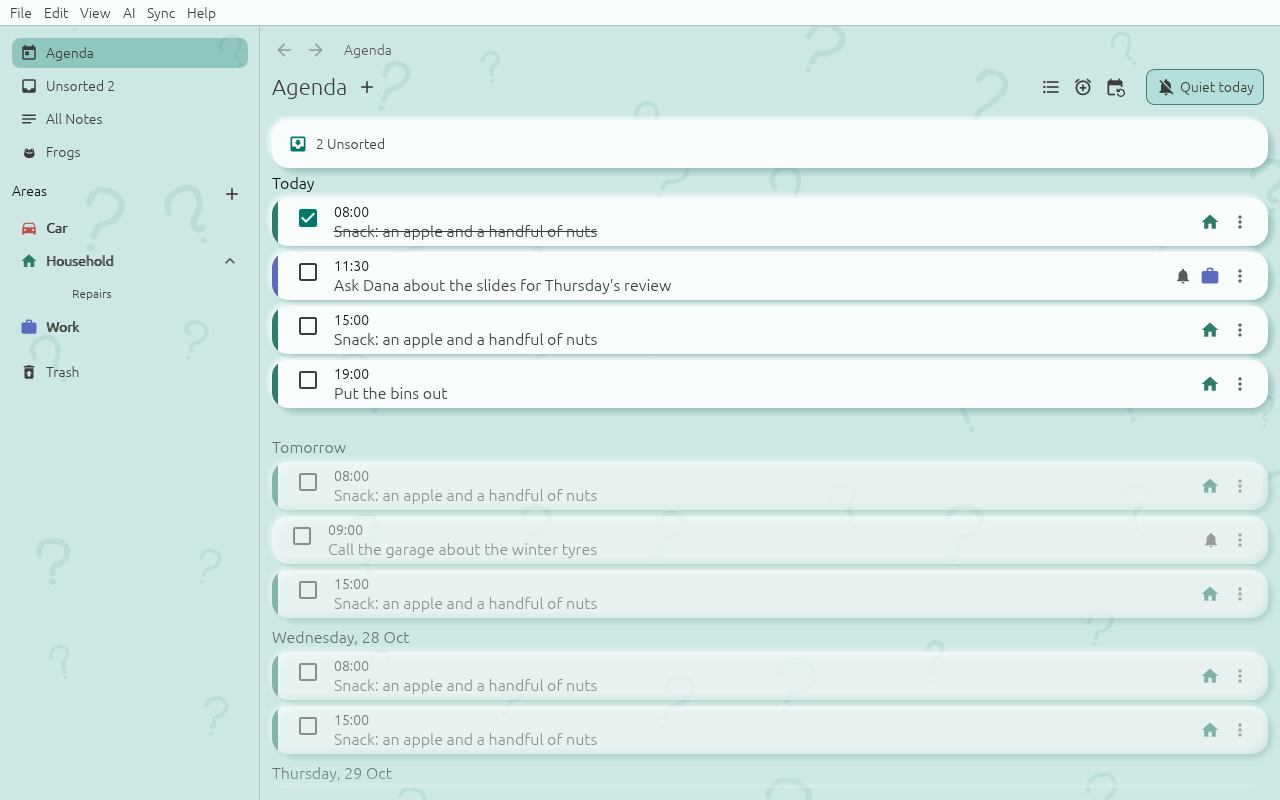 File Edit View AI Sync Help
Agenda
Unsorted 2
All Notes
Frogs
Areas
Car
Household
Repairs
Work
Trash
Agenda
Agenda
Quiet today
2 Unsorted
Today
08:00
Snack: an apple and a handful of nuts
11:30
Ask Dana about the slides for Thursday's review
15:00
Snack: an apple and a handful of nuts
19:00
Put the bins out
Tomorrow
08:00
Snack: an apple and a handful of nuts
09:00
Call the garage about the winter tyres
15:00
Snack: an apple and a handful of nuts
Wednesday, 28 Oct
08:00
Snack: an apple and a handful of nuts
15:00
Snack: an apple and a handful of nuts
Thursday, 29 Oct